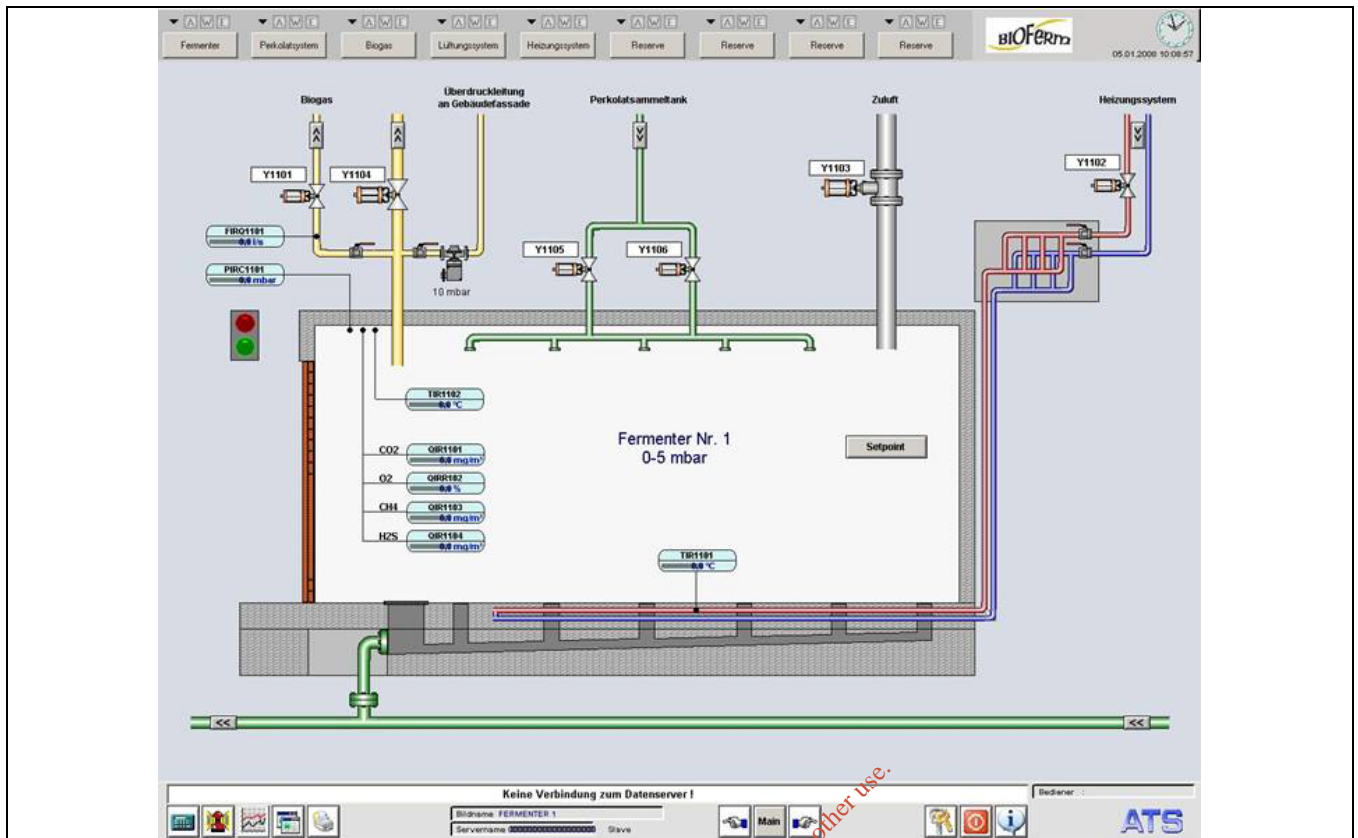 A W E A W E A W E A W E A W E A W E A W E A W E A W E
Fermenter Perkolatsystem Biogas Lüftungssystem Heizungssystem Reserve Reserve Reserve Reserve
BIOFerm
05.01.2000 10:08:57
Biogas
Überdruckleitung
an Gebäudefassade
Perkolatsammeltank
Zuluft
Heizungssystem
Y1101
Y1104
Y1103
Y1102
FIRQ1101
0,0 l/s
Y1105
Y1106
PIRC1101
0,0 mbar
10 mbar
TIR1102
0,0 °C
Fermenter Nr. 1
0-5 mbar
Setpoint
CO2 QIR1101
0,0 mg/m³
O2 QIRR102
0,0 %
CH4 QIR1103
0,0 mg/m³
H2S QIR1104
0,0 mg/m³
TIR1101
0,0 °C
<< <<
other use.
Keine Verbindung zum Datenserver !
Bediener :
Bildname FERMENTER 1
Servername Slave
Main
ATS